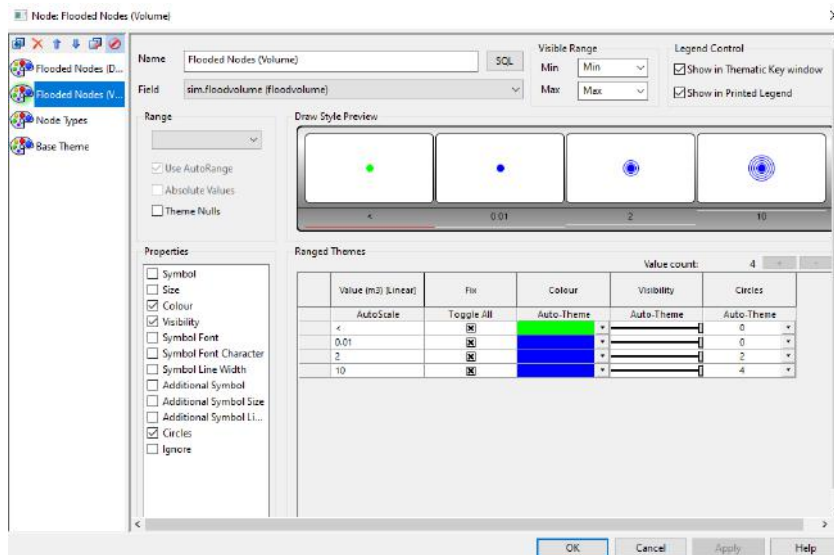 Node: Flooded Nodes (Volume)
Flooded Nodes (D...
Flooded Nodes (V...
Node Types
Base Theme
Name
Flooded Nodes (Volume)
SQL
Field
sim.floodvolume (floodvolume)
Visible Range
Min
Min
Max
Max
Legend Control
Show in Thematic Key window
Show in Printed Legend
Range
Use AutoRange
Absolute Values
Theme Nulls
Draw Style Preview
< 0.01 2 10
Properties
Symbol
Size
Colour
Visibility
Symbol Font
Symbol Font Character
Symbol Line Width
Additional Symbol
Additional Symbol Size
Additional Symbol Li...
Circles
Ignore
Ranged Themes
Value count: 4
Value (m3) [Linear] Fix Colour Visibility Circles
AutoScale Toggle All Auto-Theme Auto-Theme Auto-Theme
< 0
0.01 0
2 2
10 4
OK
Cancel
Apply
Help